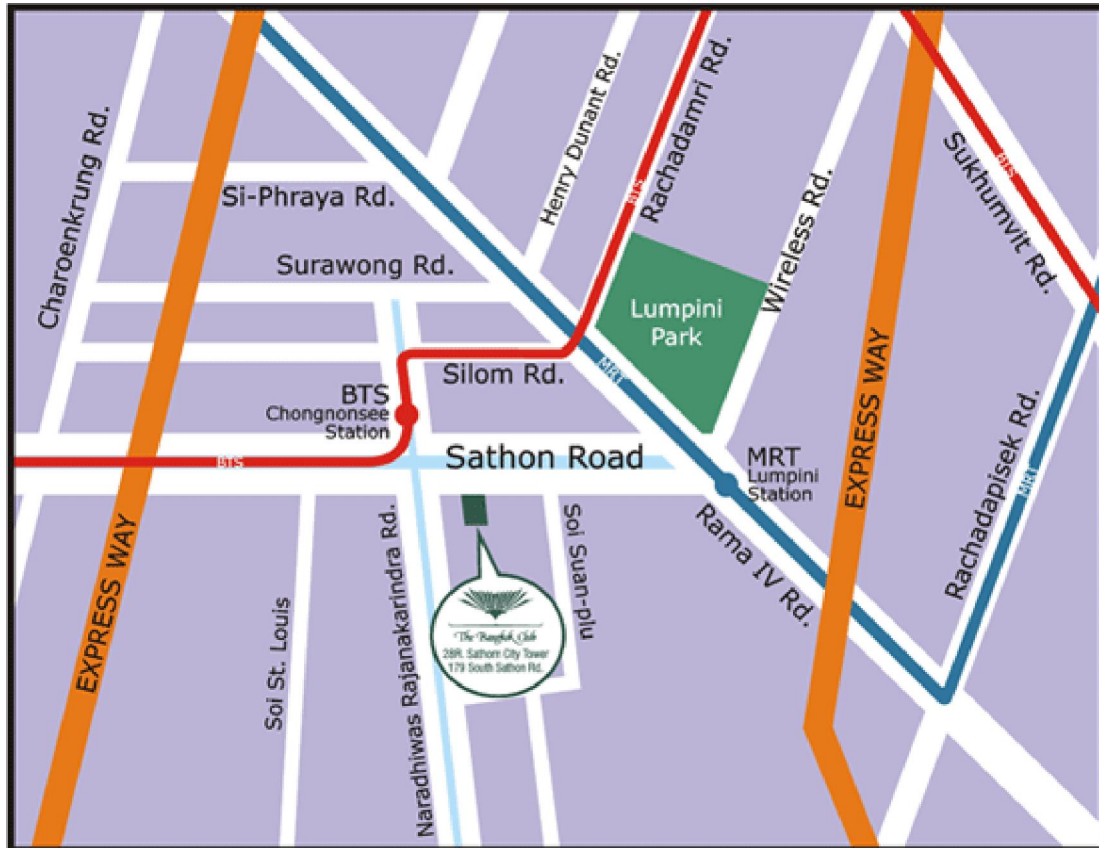 Charoenkrung Rd.
Si-Phraya Rd.
Surawong Rd.
Henry Dunant Rd.
BTS
Rachadamri Rd.
Lumpini
Park
Wireless Rd.
BTS
Sukhumvit Rd.
MRT
Silom Rd.
BTS
Chongnonsee
Station
BTS
Sathon Road
MRT
Lumpini
Station
EXPRESS WAY
Rachadapisek Rd.
MRT
Rama IV Rd.
EXPRESS WAY
Soi St. Louis
Naradhiwas Rajanakarindra Rd.
Soi Suan-plu
The Bangkok Club
28R. Sathorn City Tower
179 South Sathon Rd.